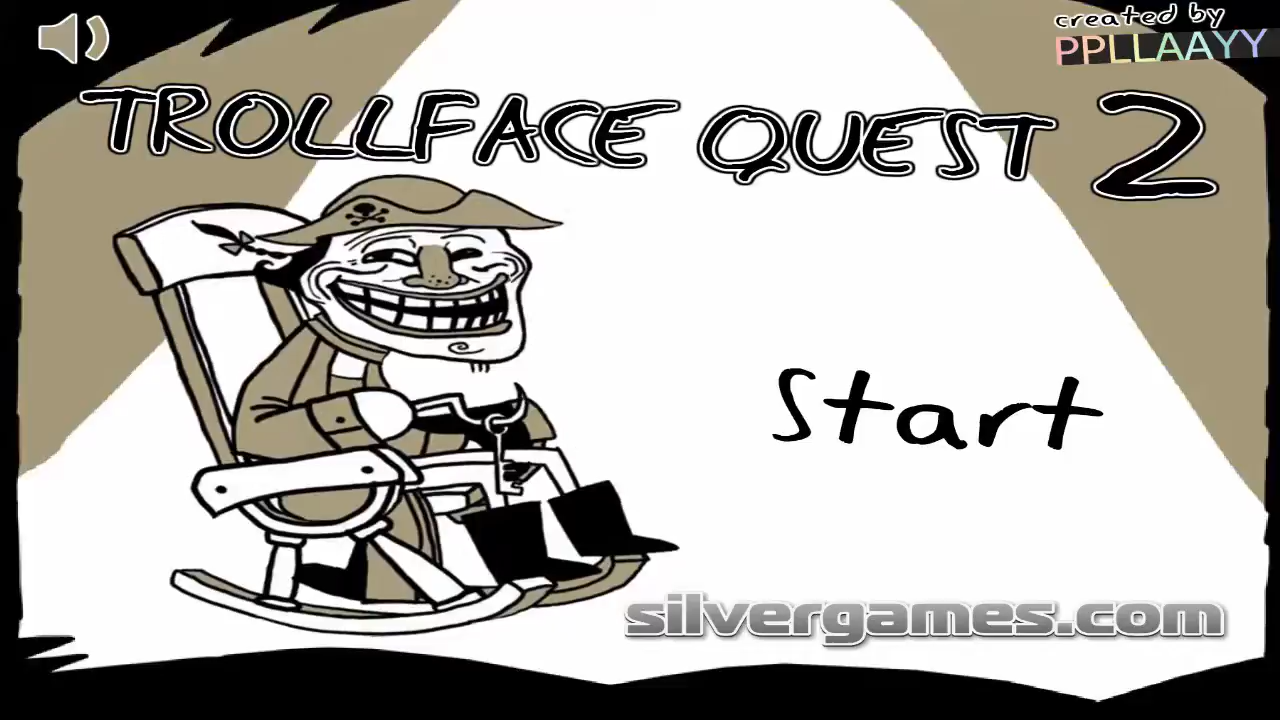 created by
PPLLAAYY
TROLLFACE QUEST 2
Start
silvergames.com